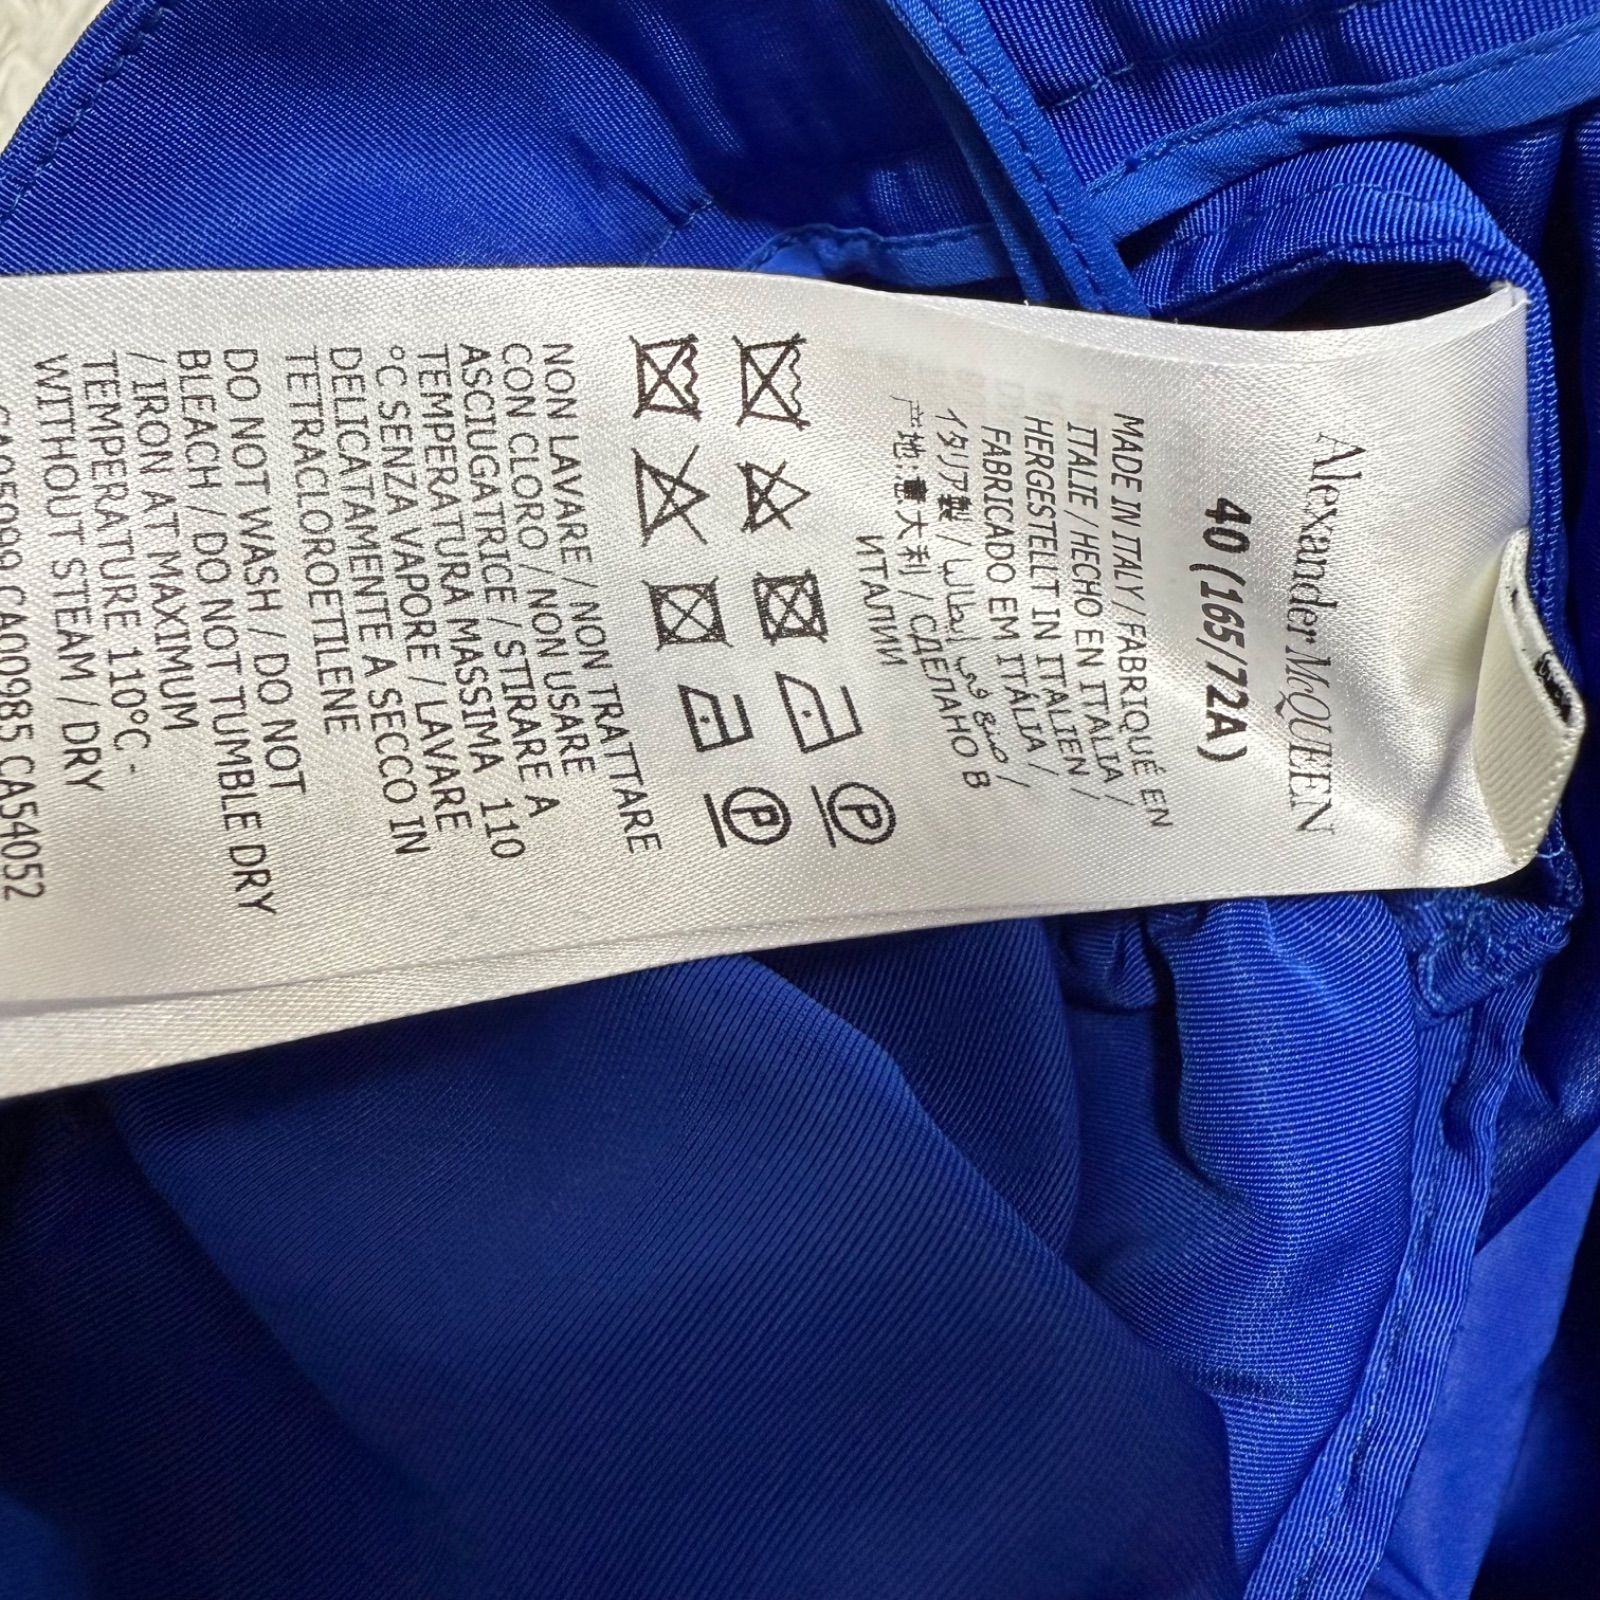 Alexander McQUEEN
40 (165/72A)
MADE IN ITALY / FABRIQUÉ EN
ITALIE / HECHO EN ITALIA /
HERGESTELLT IN ITALIEN /
FABRICADO EM ITÁLIA /
イタリア製 / صنع في إيطاليا /
产地:意大利 / СДЕЛАНО В
ИТАЛИИ
P
P
NON LAVARE / NON TRATTARE
CON CLORO / NON USARE
ASCIUGATRICE / STIRARE A
TEMPERATURA MASSIMA 110
°C SENZA VAPORE / LAVARE
DELICATAMENTE A SECCO IN
TETRACLOROETILENE
DO NOT WASH / DO NOT
BLEACH / DO NOT TUMBLE DRY
/ IRON AT MAXIMUM
TEMPERATURE 110°C -
WITHOUT STEAM / DRY
CA00985 CA54052